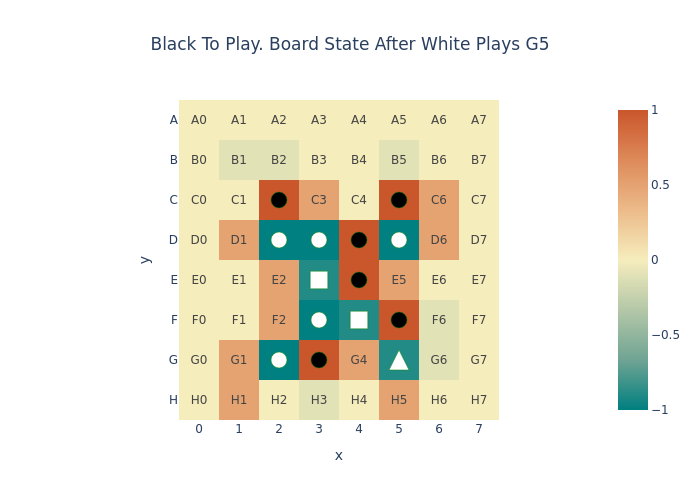 Black To Play. Board State After White Plays G5
A A0 A1 A2 A3 A4 A5 A6 A7
B B0 B1 B2 B3 B4 B5 B6 B7
C C0 C1 C3 C4 C6 C7
D D0 D1 D6 D7
E E0 E1 E2 E5 E6 E7
F F0 F1 F2 F6 F7
G G0 G1 G4 G6 G7
H H0 H1 H2 H3 H4 H5 H6 H7
0 1 2 3 4 5 6 7
x
y
1
0.5
0
−0.5
−1